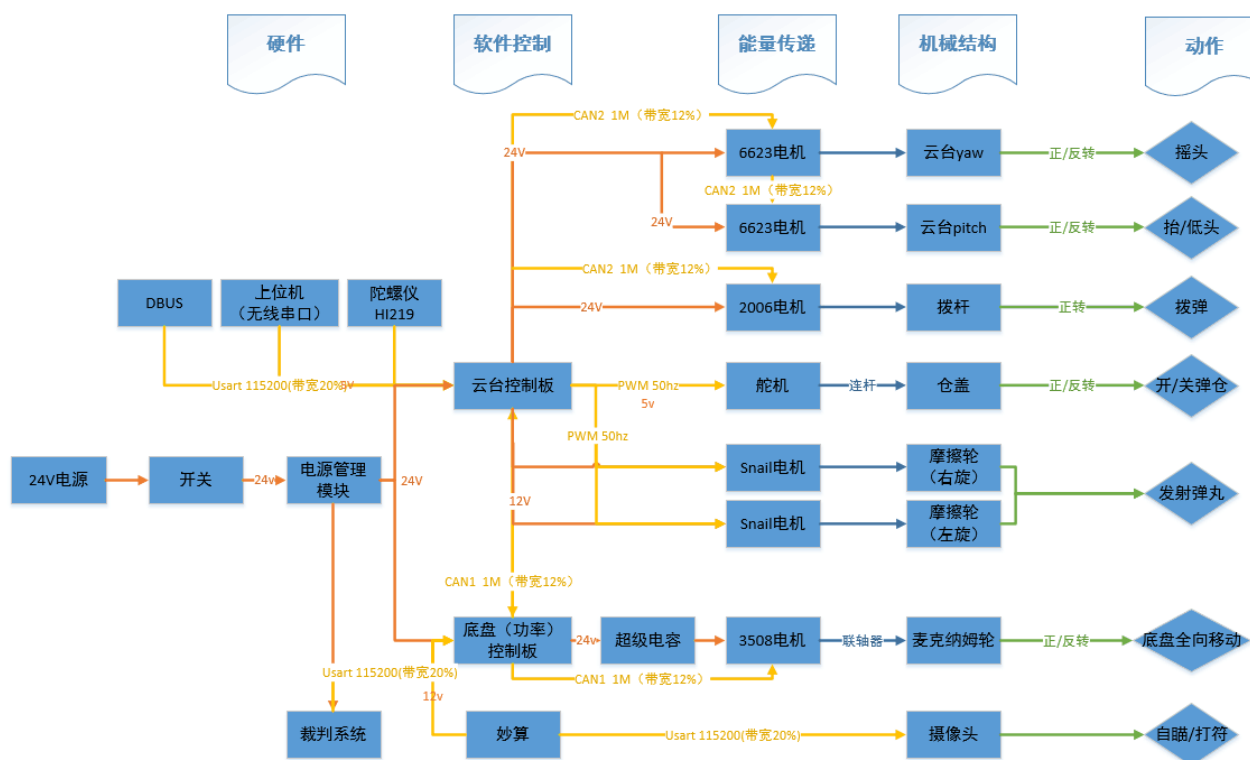 硬件
软件控制
能量传递
机械结构
动作
CAN2 1M（带宽12%）
24V
6623电机
云台yaw
正/反转
摇头
CAN2 1M（带宽12%）
24V
6623电机
云台pitch
正/反转
抬/低头
CAN2 1M（带宽12%）
DBUS
上位机
（无线串口）
陀螺仪
HI219
24V
2006电机
拨杆
正转
拨弹
Usart 115200(带宽20%)
5v
云台控制板
PWM 50hz
5v
舵机
连杆
仓盖
正/反转
开/关弹仓
PWM 50hz
24V电源
开关
24v
电源管理
模块
24V
12V
Snail电机
摩擦轮
（右旋）
Snail电机
摩擦轮
（左旋）
发射弹丸
CAN1 1M（带宽12%）
底盘（功率）
控制板
24v
超级电容
3508电机
联轴器
麦克纳姆轮
正/反转
底盘全向移动
Usart 115200(带宽20%)
CAN1 1M（带宽12%）
12v
裁判系统
妙算
Usart 115200(带宽20%)
摄像头
自瞄/打符